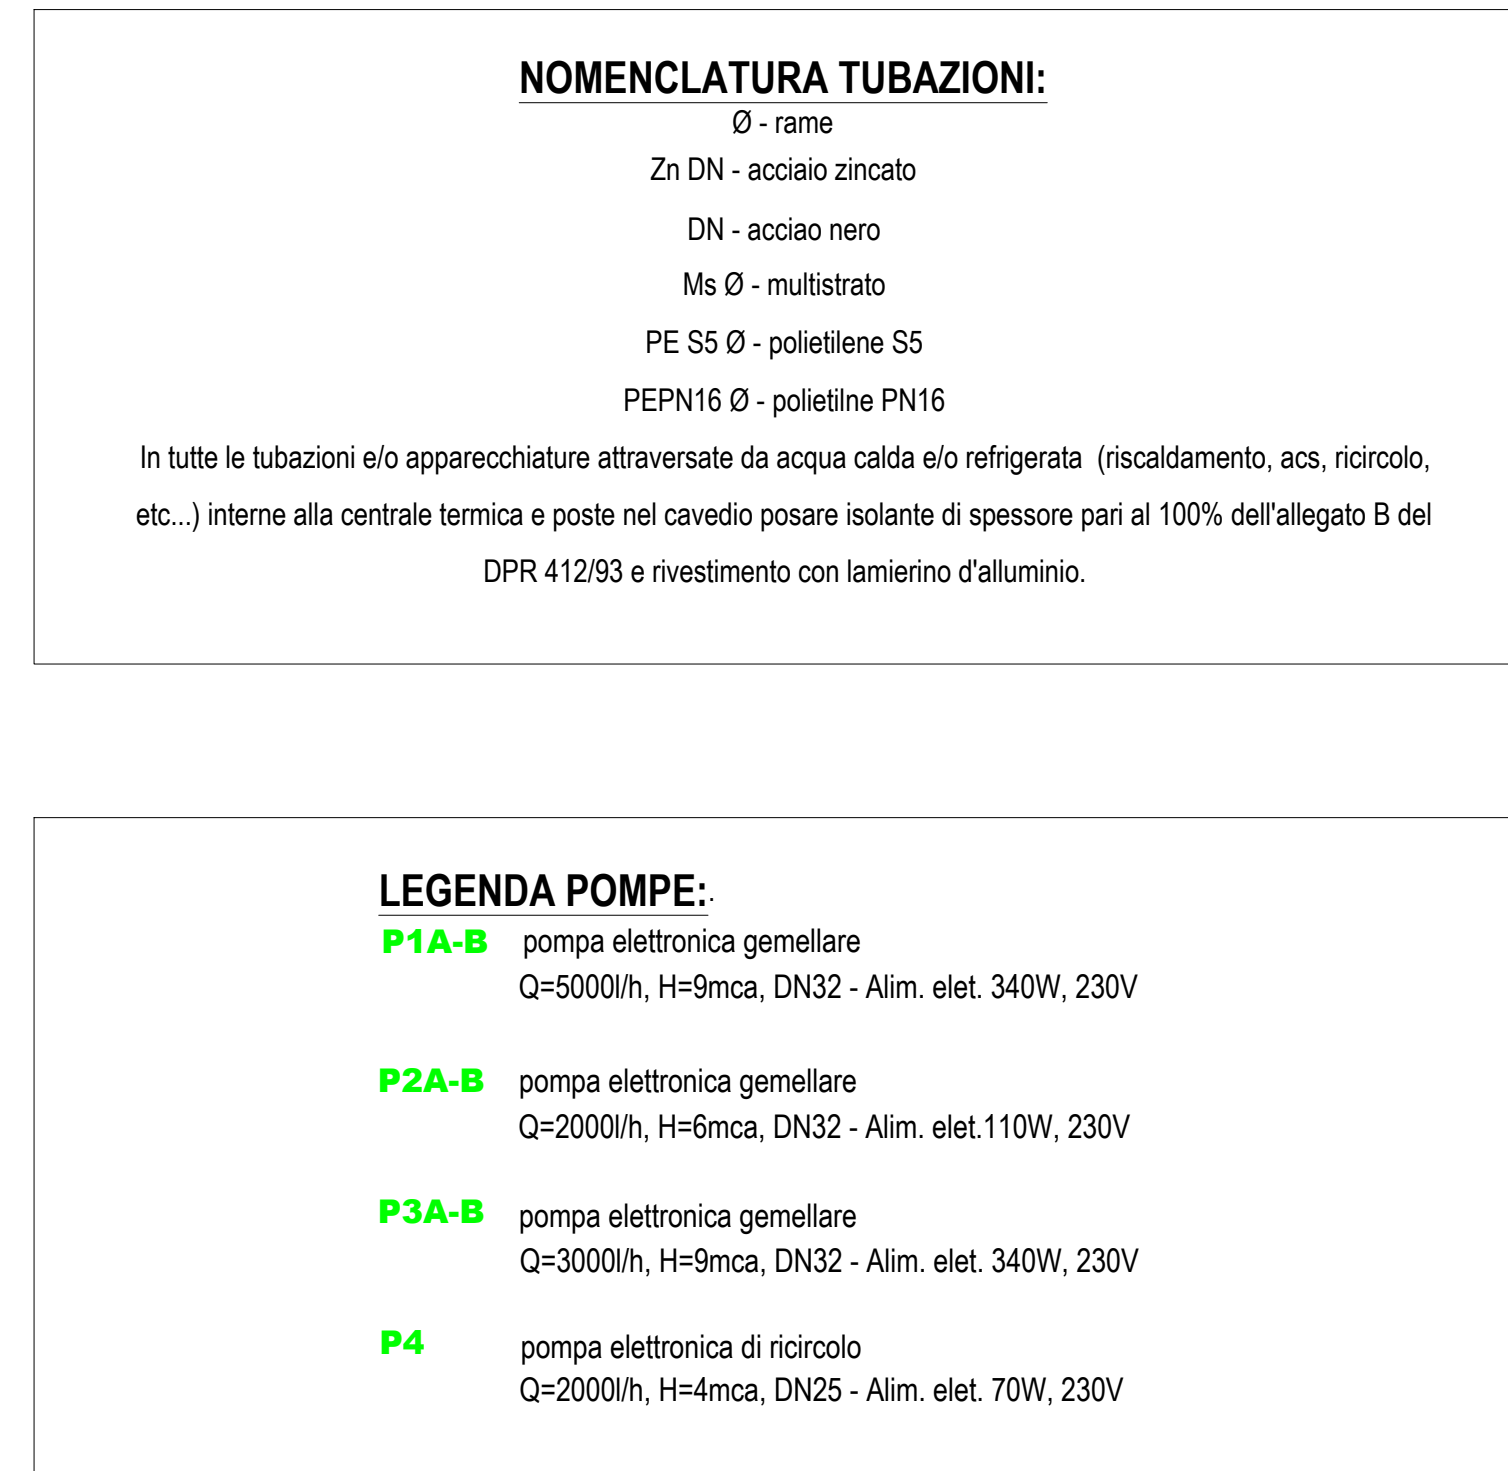 NOMENCLATURA TUBAZIONI:
Ø - rame
Zn DN - acciaio zincato
DN - acciao nero
Ms Ø - multistrato
PE S5 Ø - polietilene S5
PEPN16 Ø - polietilne PN16
In tutte le tubazioni e/o apparecchiature attraversate da acqua calda e/o refrigerata  (riscaldamento, acs, ricircolo,
etc...) interne alla centrale termica e poste nel cavedio posare isolante di spessore pari al 100% dell'allegato B del
DPR 412/93 e rivestimento con lamierino d'alluminio.
LEGENDA POMPE:.
P1A-B pompa elettronica gemellare
Q=5000l/h, H=9mca, DN32 - Alim. elet. 340W, 230V
P2A-B pompa elettronica gemellare
Q=2000l/h, H=6mca, DN32 - Alim. elet.110W, 230V
P3A-B pompa elettronica gemellare
Q=3000l/h, H=9mca, DN32 - Alim. elet. 340W, 230V
P4 pompa elettronica di ricircolo
Q=2000l/h, H=4mca, DN25 - Alim. elet. 70W, 230V